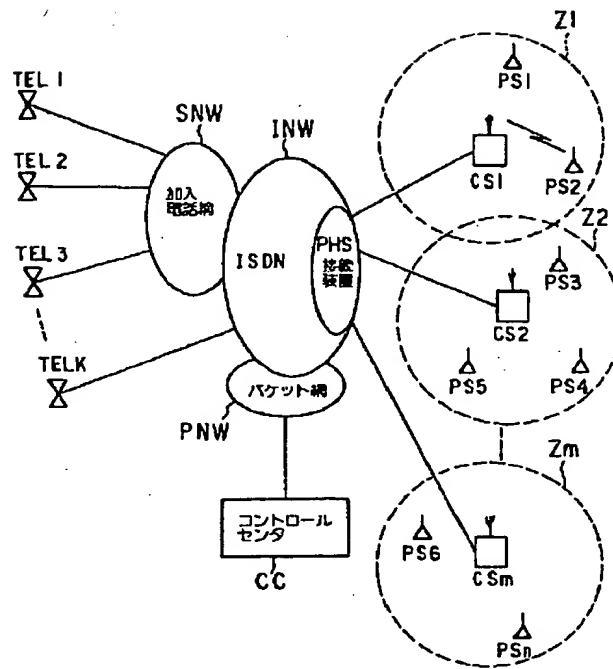 Z1
TEL 1
PS1
SNW
INW
TEL 2
CS1
PS2
加入
電話網
Z2
PHS
接続
装置
ISDN
PS3
TEL 3
CS2
PS5
PS4
TELK
パケット網
PNW
Zm
コントロール
センタ
CC
PS6
CSm
PSn